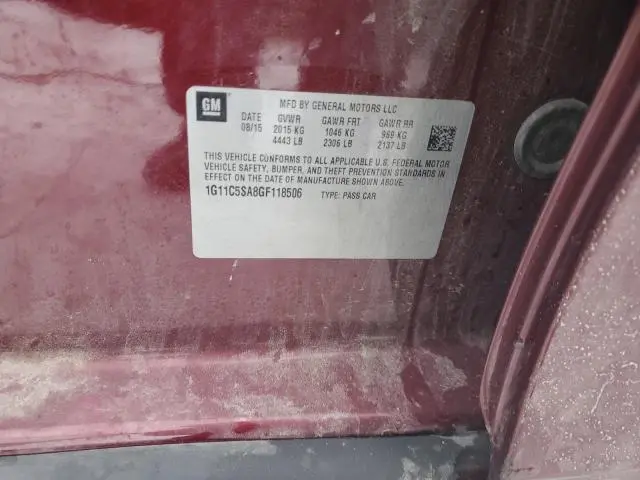 GM
MFD BY GENERAL MOTORS LLC
DATE GVWR GAWR FRT GAWR RR
08/15 2015 KG 1046 KG 969 KG
4443 LB 2306 LB 2137 LB
THIS VEHICLE CONFORMS TO ALL APPLICABLE U.S. FEDERAL MOTOR
VEHICLE SAFETY, BUMPER, AND THEFT PREVENTION STANDARDS IN
EFFECT ON THE DATE OF MANUFACTURE SHOWN ABOVE.
1G11C5SA8GF118506 TYPE: PASS CAR